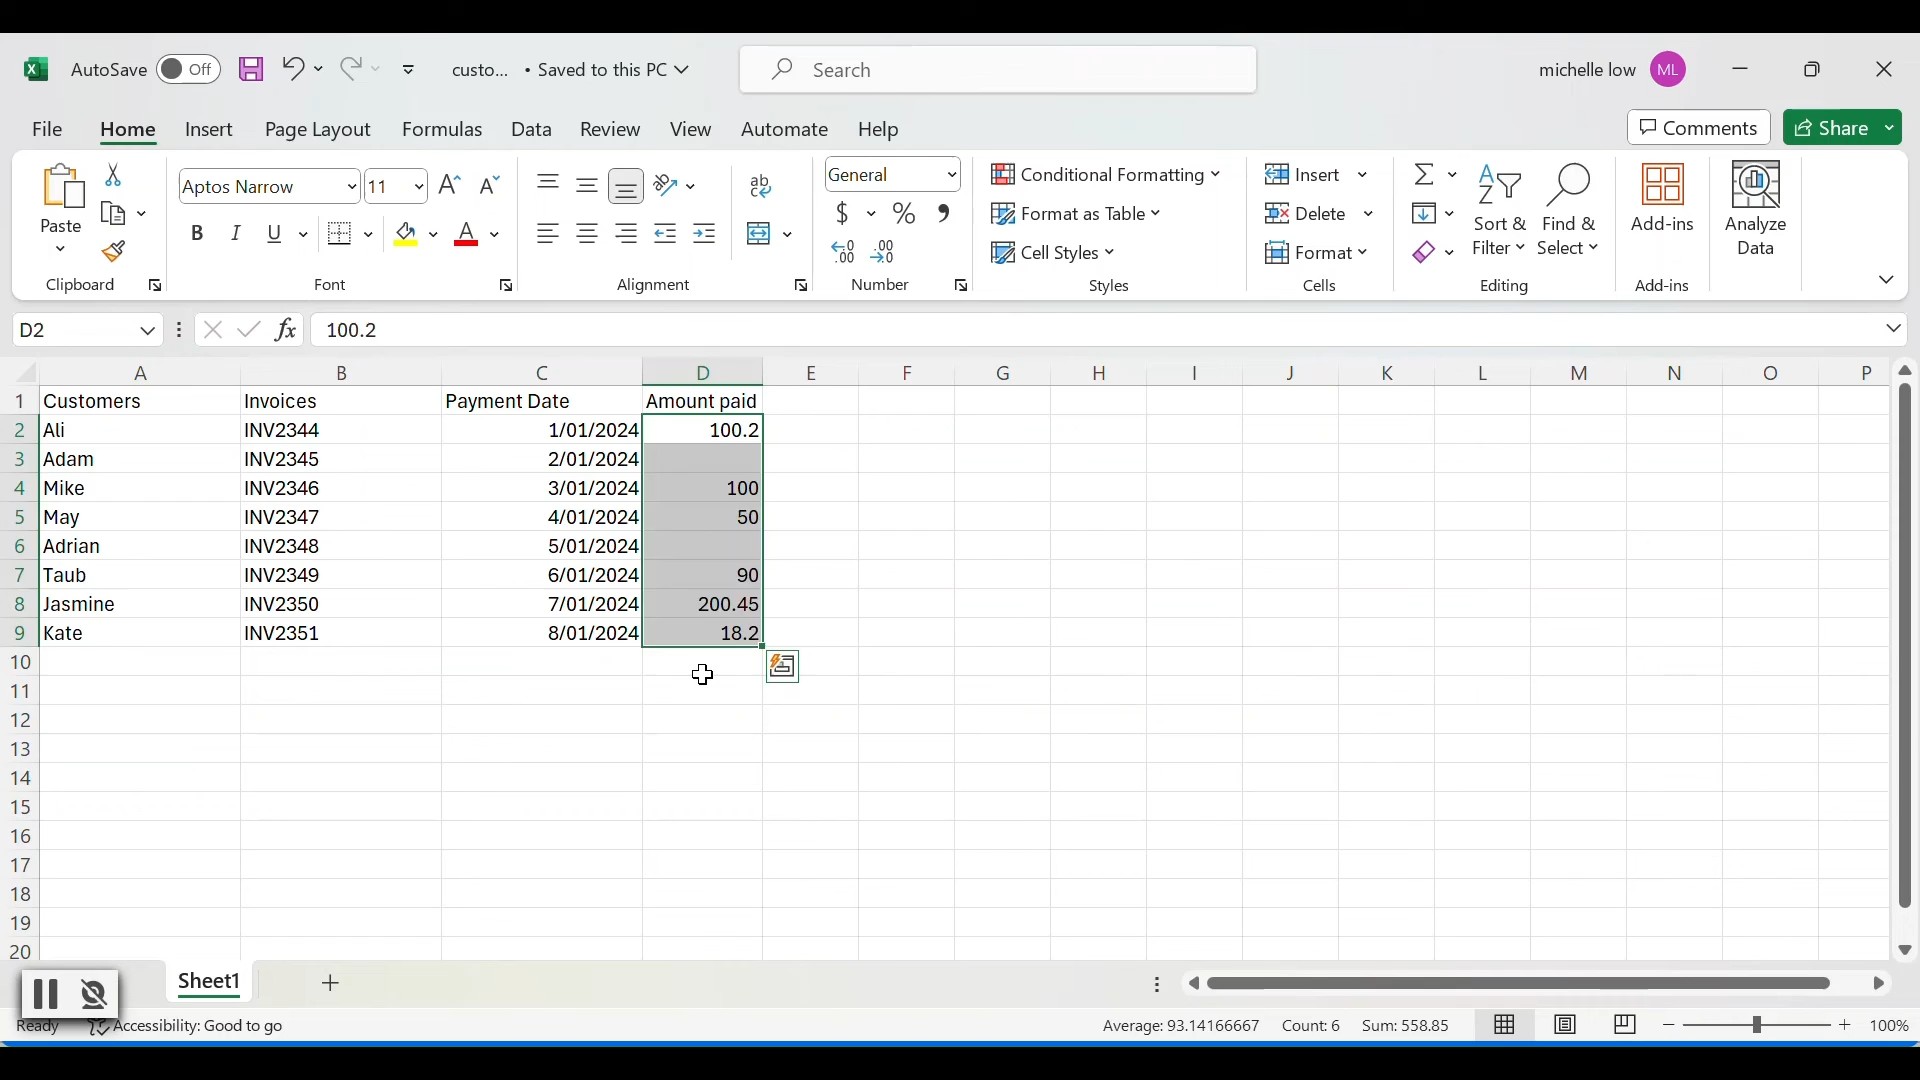 AutoSave Off custo... • Saved to this PC Search michelle low ML
File Home Insert Page Layout Formulas Data Review View Automate Help Comments Share
Paste Aptos Narrow 11 A A ab General Conditional Formatting Insert Σ A Z
B I U A $ % , Format as Table Delete Sort & Filter Find & Select Add-ins Analyze Data
.00 .0 .00 .0 Cell Styles Format
Clipboard Font Alignment Number Styles Cells Editing Add-ins
D2 fx 100.2
A B C D E F G H I J K L M N O P
1 Customers Invoices Payment Date Amount paid
2 Ali INV2344 1/01/2024 100.2
3 Adam INV2345 2/01/2024
4 Mike INV2346 3/01/2024 100
5 May INV2347 4/01/2024 50
6 Adrian INV2348 5/01/2024
7 Taub INV2349 6/01/2024 90
8 Jasmine INV2350 7/01/2024 200.45
9 Kate INV2351 8/01/2024 18.2
10
11
12
13
14
15
16
17
18
19
20
Sheet1
Ready Accessibility: Good to go Average: 93.14166667 Count: 6 Sum: 558.85 100%